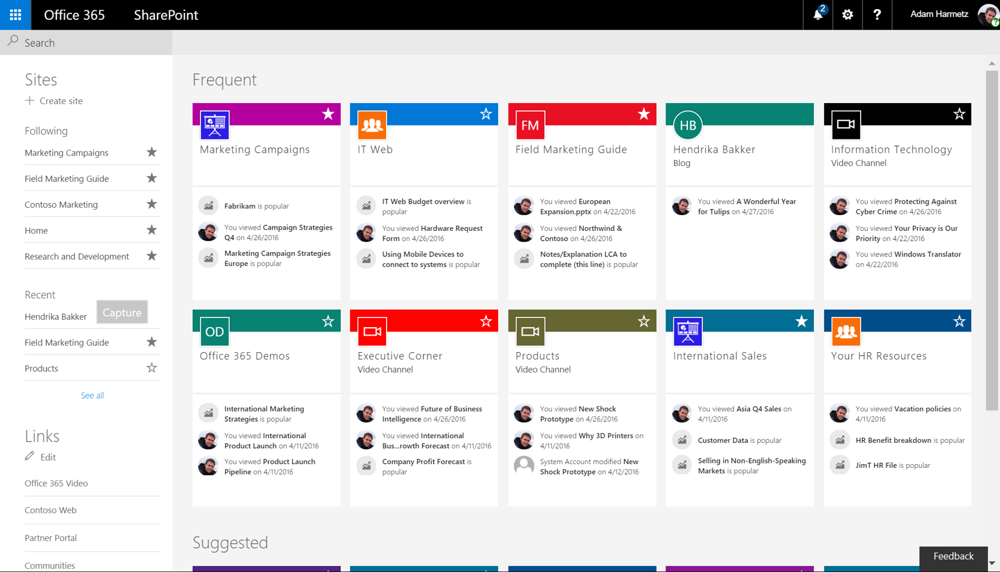 Office 365
SharePoint
2
?
Adam Harmetz
?
Search
Sites
Create site
Following
Marketing Campaigns
Field Marketing Guide
Contoso Marketing
Home
Research and Development
Recent
Hendrika Bakker
Capture
Field Marketing Guide
Products
See all
Links
Edit
Office 365 Video
Contoso Web
Partner Portal
Communities
Frequent
Marketing Campaigns
Fabrikam is popular
You viewed Campaign Strategies
Q4 on 4/26/2016
Marketing Campaign Strategies
Europe is popular
IT Web
IT Web Budget overview is
popular
You viewed Hardware Request
Form on 4/26/2016
Using Mobile Devices to
connect to systems is popular
FM
Field Marketing Guide
You viewed European
Expansion.pptx on 4/22/2016
You viewed Northwind &
Contoso on 4/26/2016
Notes/Explanation LCA to
complete (this line) is popular
HB
Hendrika Bakker
Blog
You viewed A Wonderful Year
for Tulips on 4/27/2016
Information Technology
Video Channel
You viewed Protecting Against
Cyber Crime on 4/26/2016
You viewed Your Privacy is Our
Priority on 4/22/2016
You viewed Windows Translator
on 4/22/2016
OD
Office 365 Demos
International Marketing
Strategies is popular
You viewed International
Product Launch on 4/11/2016
You viewed Product Launch
Pipeline on 4/11/2016
Executive Corner
Video Channel
You viewed Future of Business
Intelligence on 4/26/2016
You viewed International
Bus...rowth Forecast on 4/11/2016
Company Profit Forecast is
popular
Products
Video Channel
You viewed New Shock
Prototype on 4/26/2016
You viewed Why 3D Printers on
4/11/2016
System Account modified New
Shock Prototype on 4/12/2016
International Sales
You viewed Asia Q4 Sales on
4/11/2016
Customer Data is popular
Selling in Non-English-Speaking
Markets is popular
Your HR Resources
You viewed Vacation policies on
4/11/2016
HR Benefit breakdown is popular
JimT HR File is popular
Suggested
Feedback